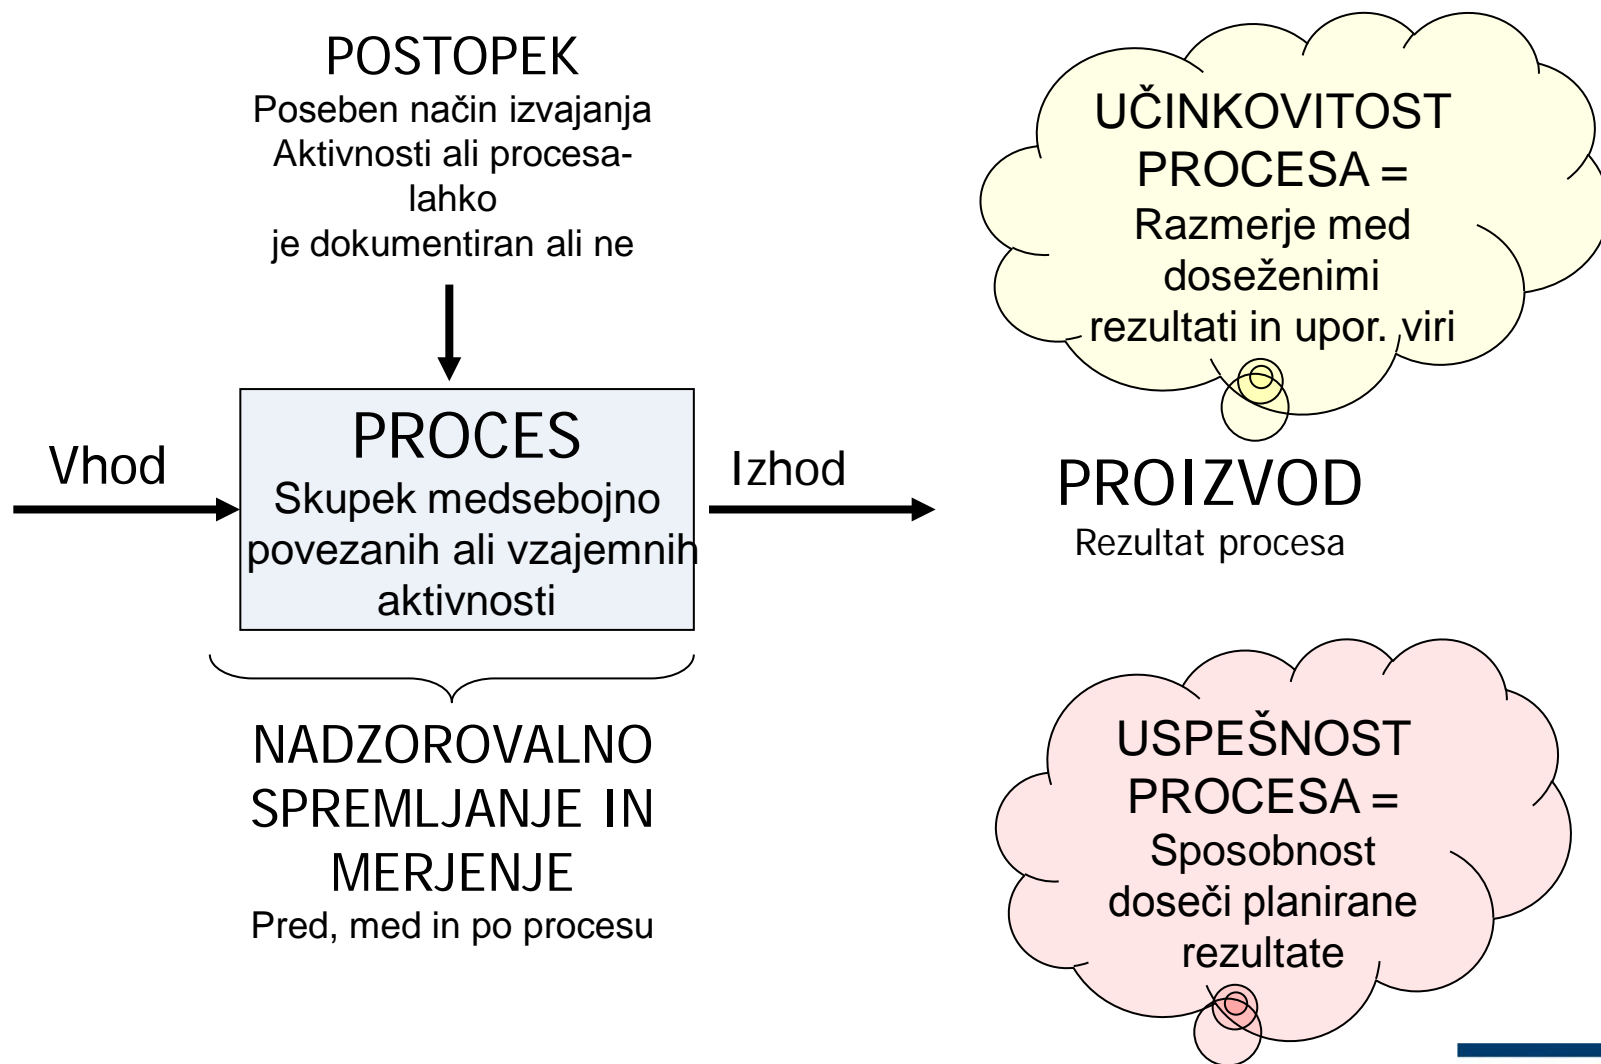 POSTOPEK
Poseben način izvajanja
Aktivnosti ali procesa-
lahko
je dokumentiran ali ne
UČINKOVITOST
PROCESA =
Razmerje med
doseženimi
rezultati in upor. viri
Vhod
PROCES
Skupek medsebojno
povezanih ali vzajemnih
aktivnosti
Izhod
PROIZVOD
Rezultat procesa
NADZOROVALNO
SPREMLJANJE IN
MERJENJE
Pred, med in po procesu
USPEŠNOST
PROCESA =
Sposobnost
doseči planirane
rezultate